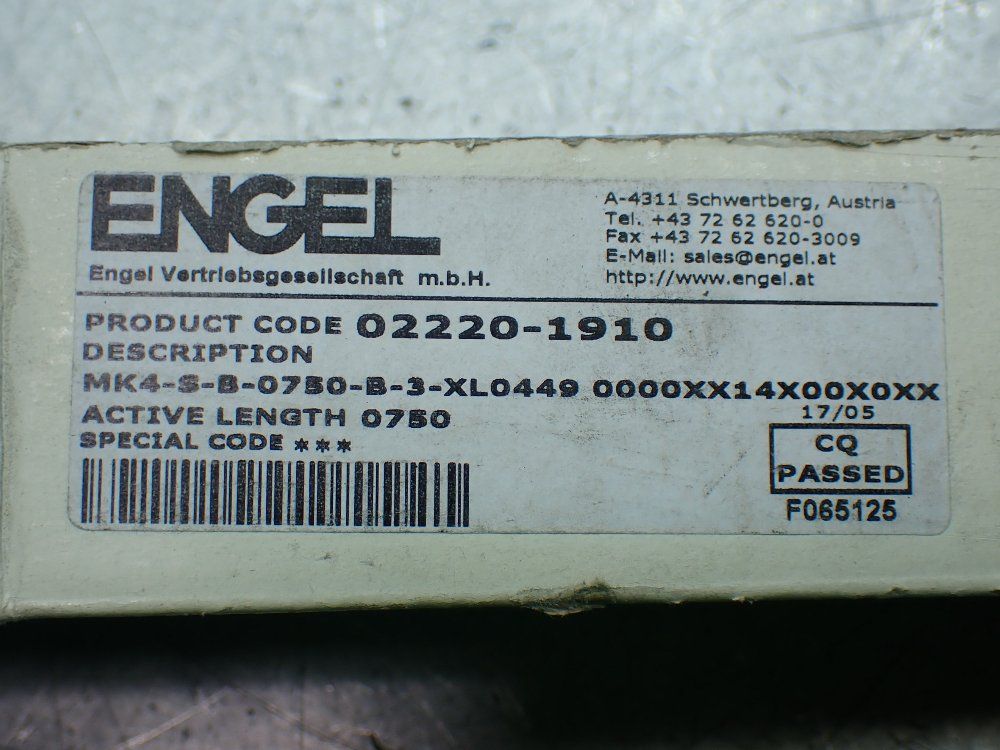 ENGEL
Engel Vertriebsgesellschaft m.b.H.
A-4311 Schwertberg, Austria
Tel. +43 72 62 620-0
Fax +43 72 62 620-3009
E-Mail: sales@engel.at
http://www.engel.at
PRODUCT CODE 02220-1910
DESCRIPTION
MK4-S-B-0750-B-3-XL0449 0000XX14X00X0XX
ACTIVE LENGTH 0750
17/05
SPECIAL CODE ***
CQ
PASSED
F065125